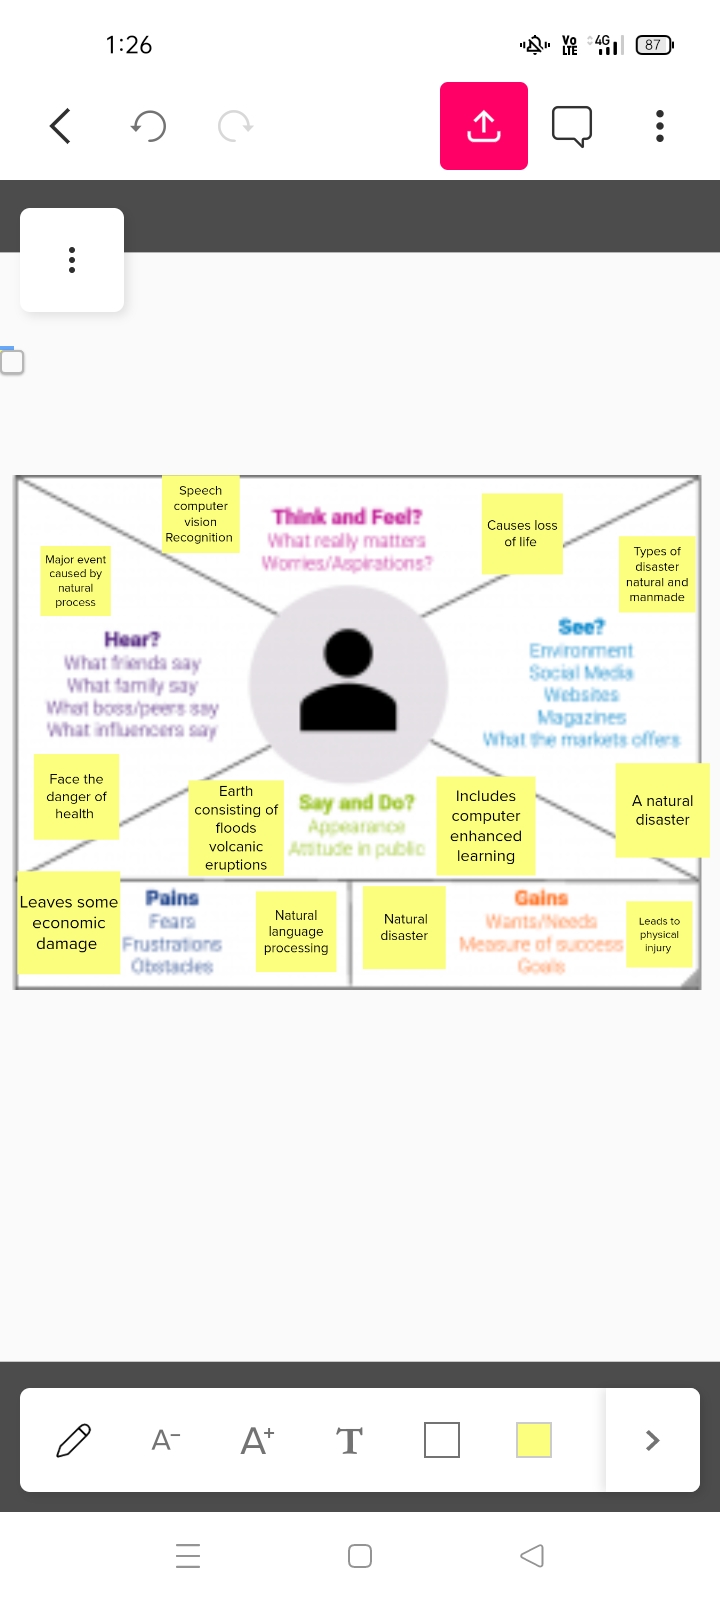 1:26
Vo
LTE
4G
87
Speech
computer
vision
Recognition
Think and Feel?
What really matters
Worries/Aspirations?
Causes loss
of life
Major event
caused by
natural
process
Types of
disaster
natural and
manmade
Hear?
What friends say
What family say
What boss/peers say
What influencers say
See?
Environment
Social Media
Websites
Magazines
What the markets offers
Face the
danger of
health
Earth
consisting of
floods
volcanic
eruptions
Say and Do?
Appearance
Attitude in public
Includes
computer
enhanced
learning
A natural
disaster
Leaves some
economic
damage
Pains
Fears
Frustrations
Obstacles
Natural
language
processing
Natural
disaster
Gains
Wants/Needs
Measure of success
Goals
Leads to
physical
injury
A-
A+
T